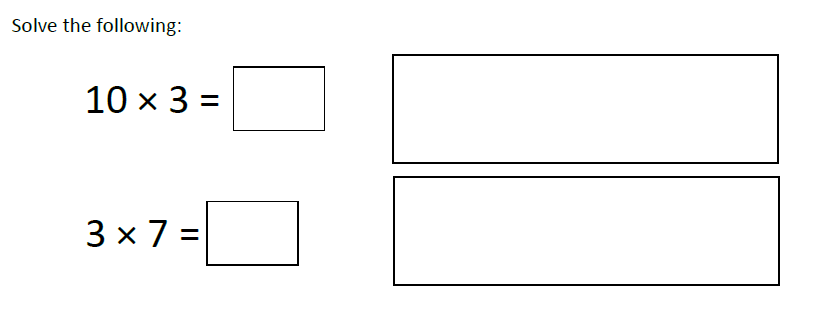 Solve the following:
10 × 3 =
3 × 7 =